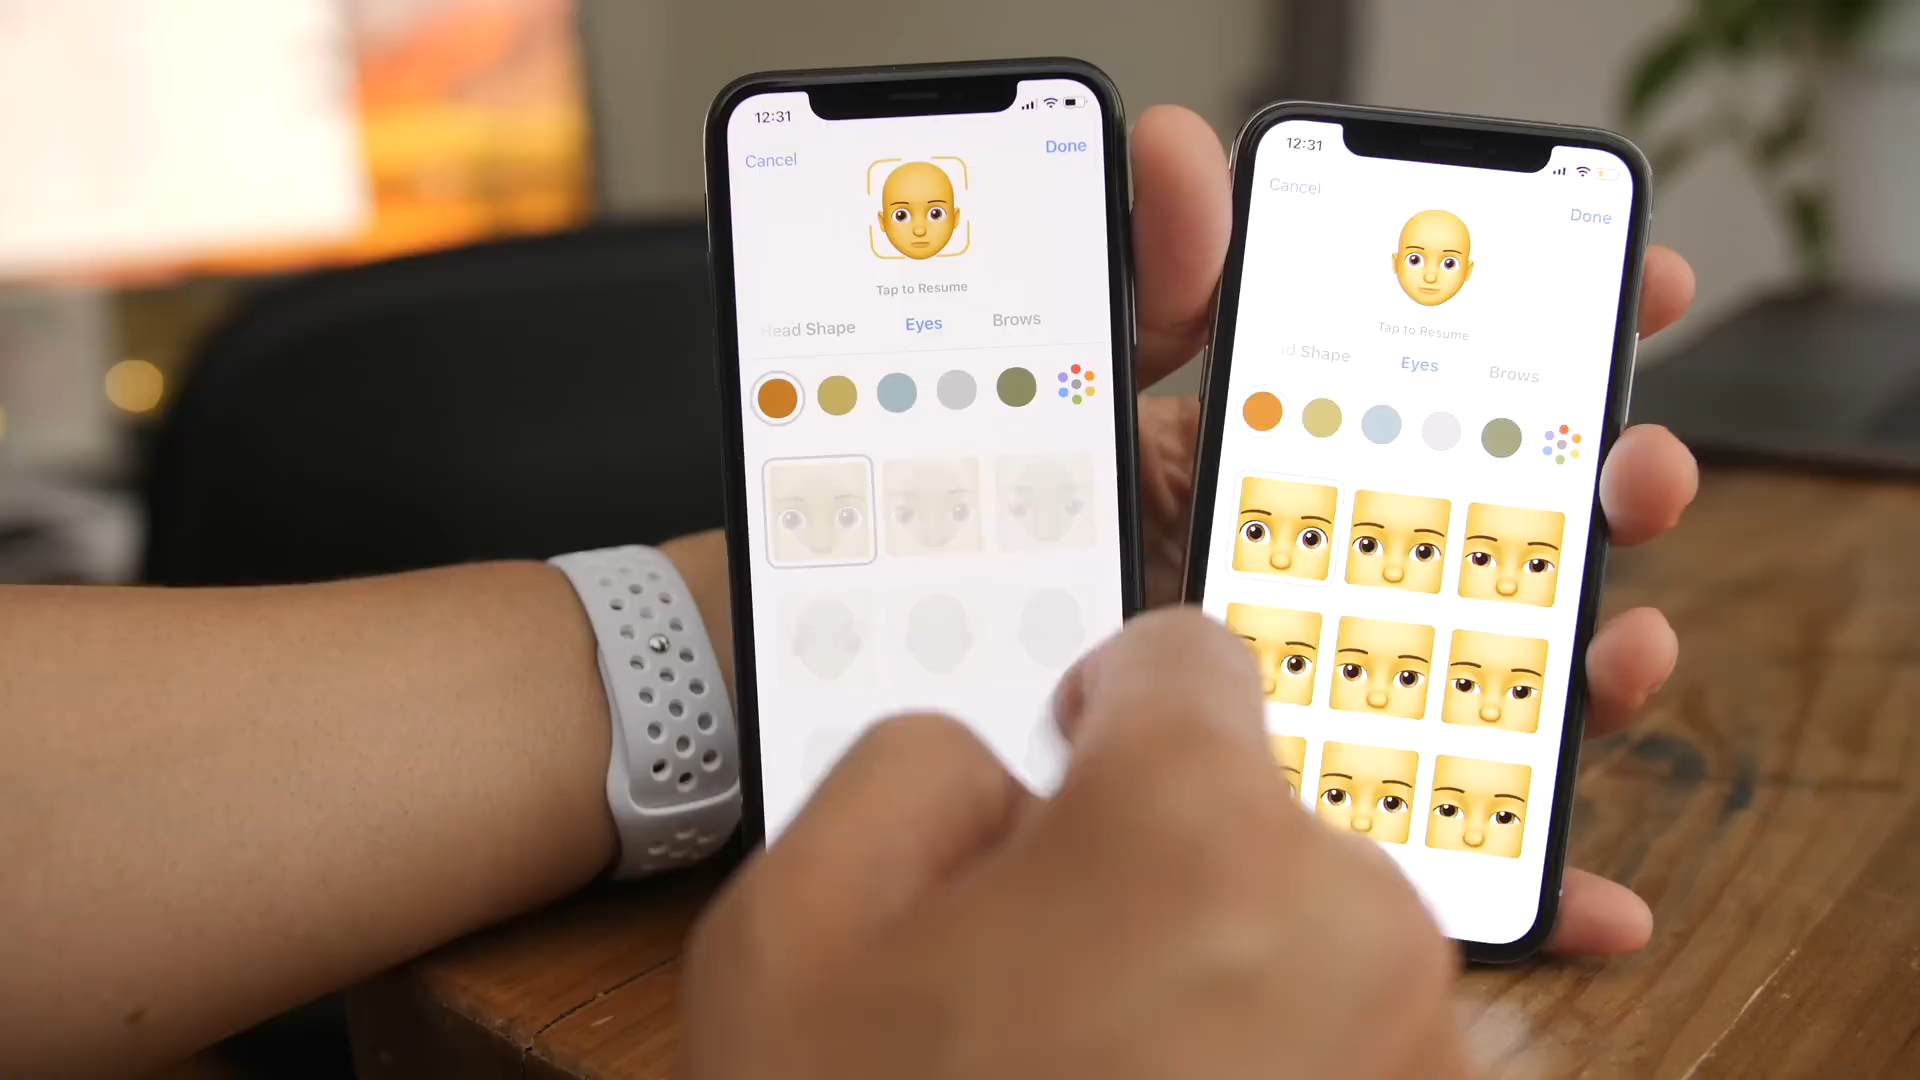 12:31
Cancel
Done
Tap to Resume
Head Shape Eyes Brows
12:31
Cancel
Done
Tap to Resume
d Shape Eyes Brows